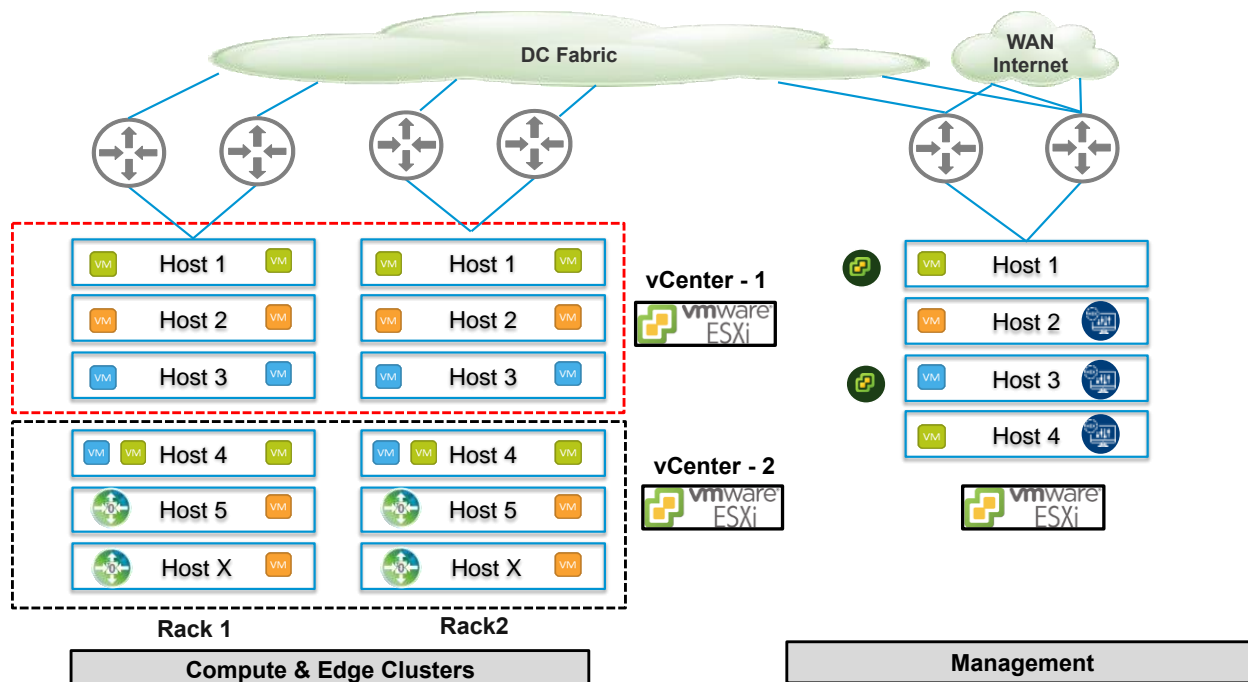 DC Fabric
WAN
Internet
VM Host 1 VM
VM Host 1 VM
VM Host 1
VM Host 2 VM
VM Host 2 VM
VM Host 2
VM Host 3 VM
VM Host 3 VM
VM Host 3
vCenter - 1
vmware®
ESXi
VM VM Host 4 VM
VM VM Host 4 VM
VM Host 4
Host 5 VM
Host 5 VM
Host X VM
Host X VM
vCenter - 2
vmware®
ESXi
vmware®
ESXi
Rack 1
Rack2
Compute & Edge Clusters
Management